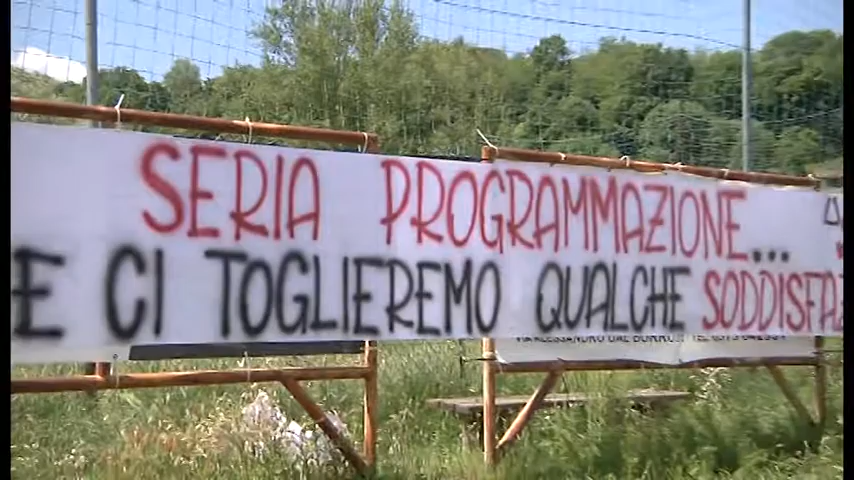 SERIA PROGRAMMAZIONE...
E CI TOGLIEREMO QUALCHE SODDISFA